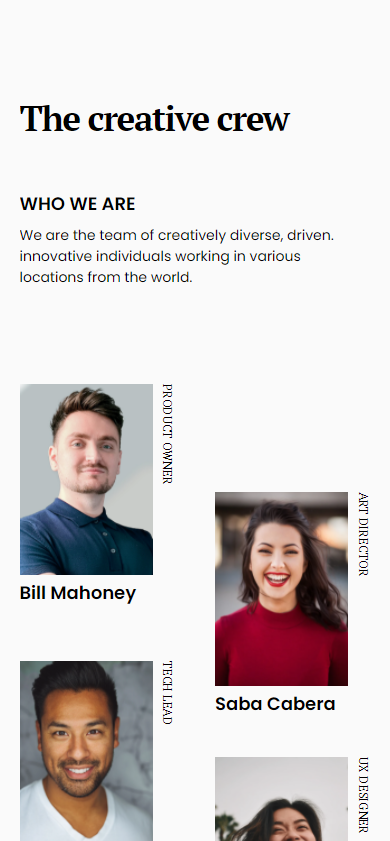 The creative crew
WHO WE ARE
We are the team of creatively diverse, driven.
innovative individuals working in various
locations from the world.
PRODUCT OWNER
Bill Mahoney
ART DIRECTOR
Saba Cabera
TECH LEAD
UX DESIGNER